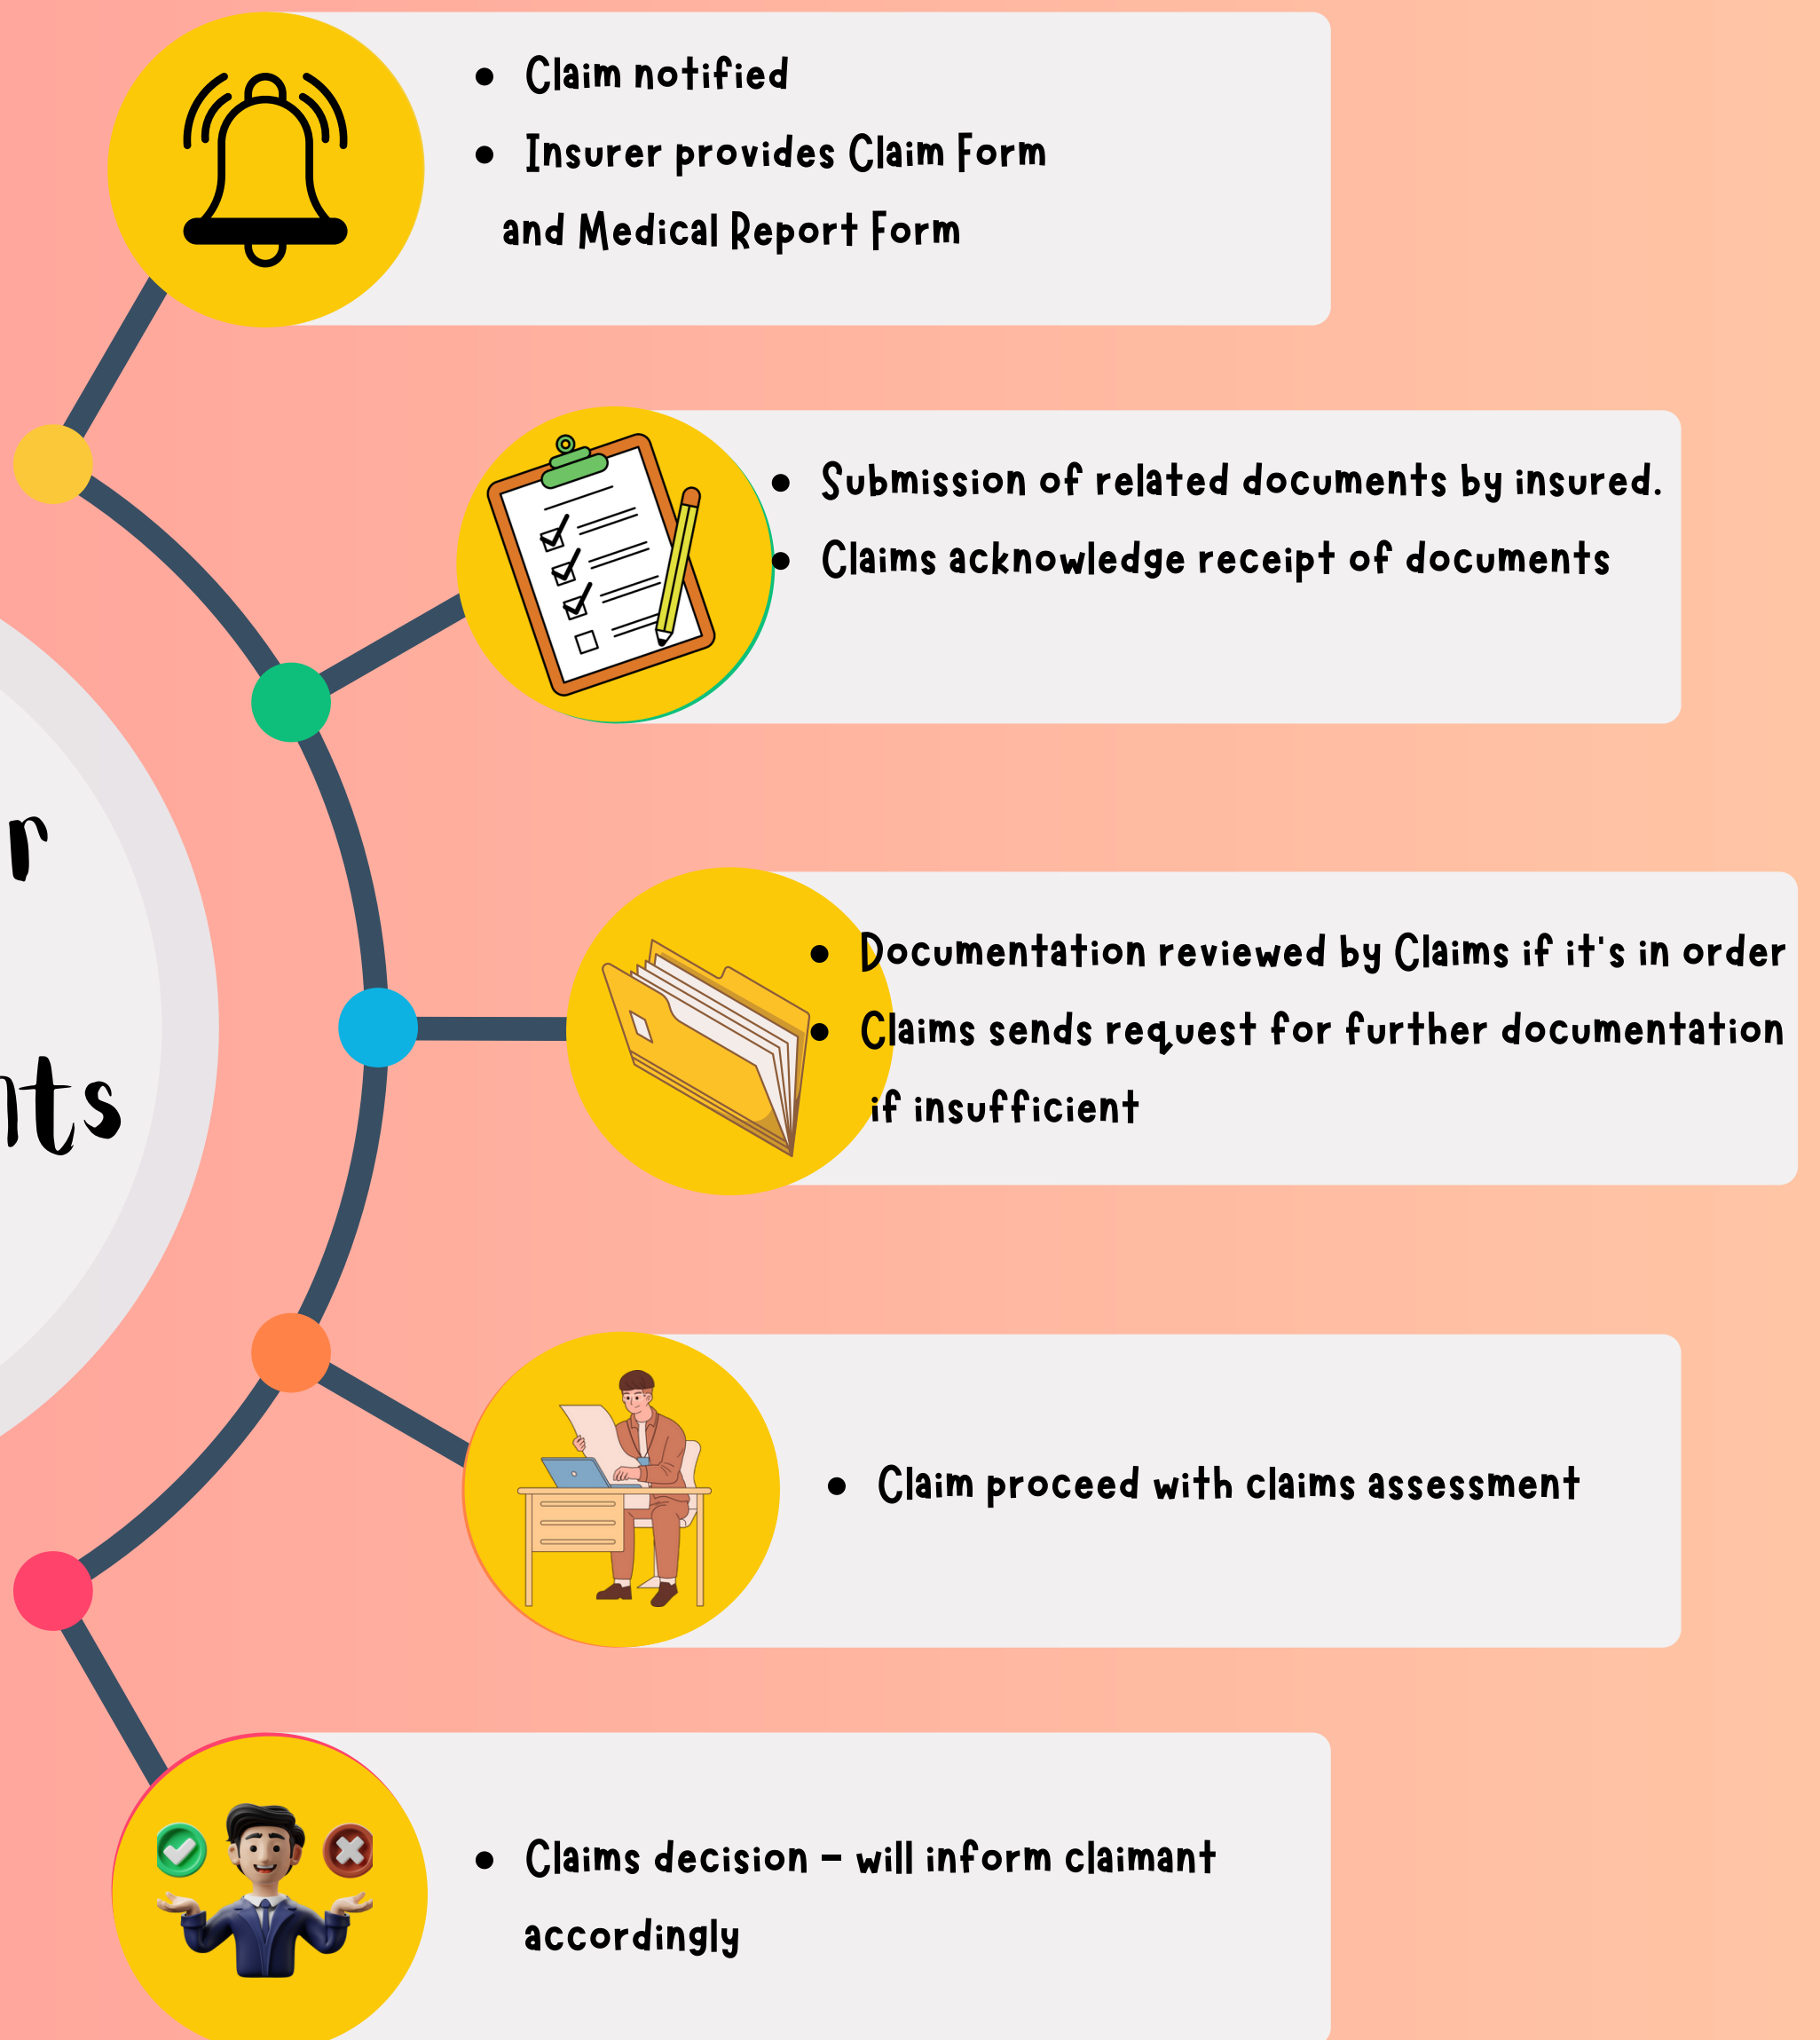 • Claim notified
• Insurer provides Claim Form
and Medical Report Form
• Submission of related documents by insured.
• Claims acknowledge receipt of documents
r
nts
• Documentation reviewed by Claims if it's in order
• Claims sends request for further documentation
if insufficient
• Claim proceed with claims assessment
• Claims decision – will inform claimant
accordingly